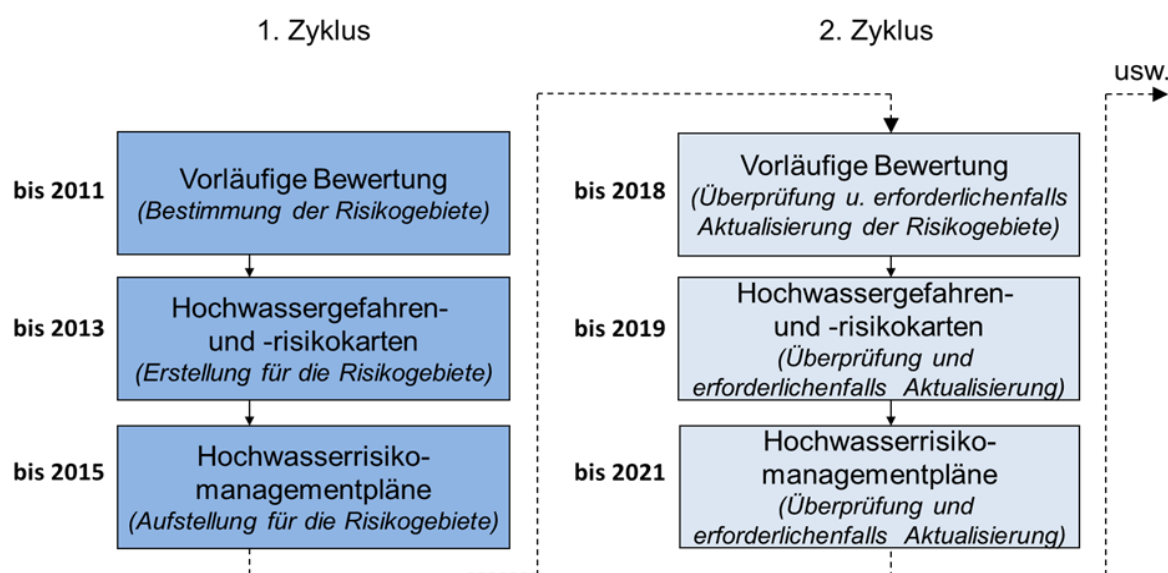 1. Zyklus
bis 2011
Vorläufige Bewertung
(Bestimmung der Risikogebiete)
bis 2013
Hochwassergefahren-
und -risikokarten
(Erstellung für die Risikogebiete)
bis 2015
Hochwasserrisiko-
managementpläne
(Aufstellung für die Risikogebiete)
2. Zyklus
usw.
bis 2018
Vorläufige Bewertung
(Überprüfung u. erforderlichenfalls
Aktualisierung der Risikogebiete)
bis 2019
Hochwassergefahren-
und -risikokarten
(Überprüfung und
erforderlichenfalls Aktualisierung)
bis 2021
Hochwasserrisiko-
managementpläne
(Überprüfung und
erforderlichenfalls Aktualisierung)